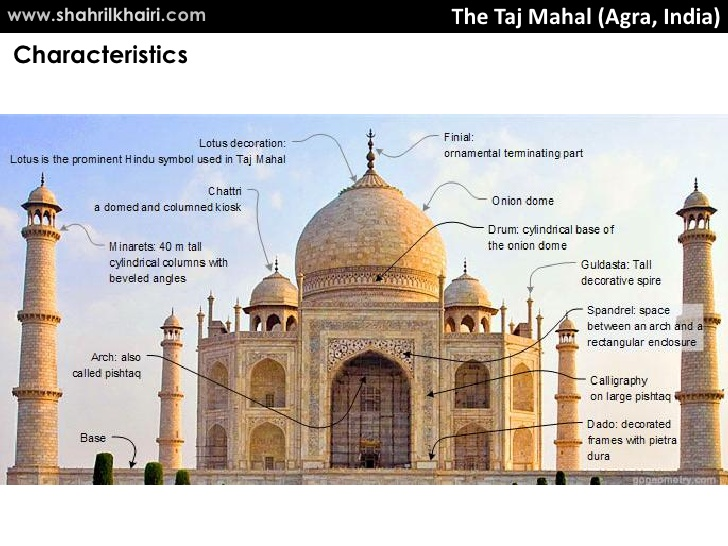 www.shahrilkhairi.com
The Taj Mahal (Agra, India)
Characteristics
Lotus decoration:
Lotus is the prominent Hindu symbol used in Taj Mahal
Finial:
ornamental terminating part
Chattri
a domed and columned kiosk
Onion dome
Drum: cylindrical base of
the onion dome
Minarets: 40 m tall
cylindrical columns with
bevelled angles
Guldasta: Tall
decorative spire
Spandrel: space
between an arch and a
rectangular enclosure
Arch: also
called pishtaq
Calligraphy
on large pishtaq
Base
Dado: decorated
frames with pietra
dura
gogeometry.com